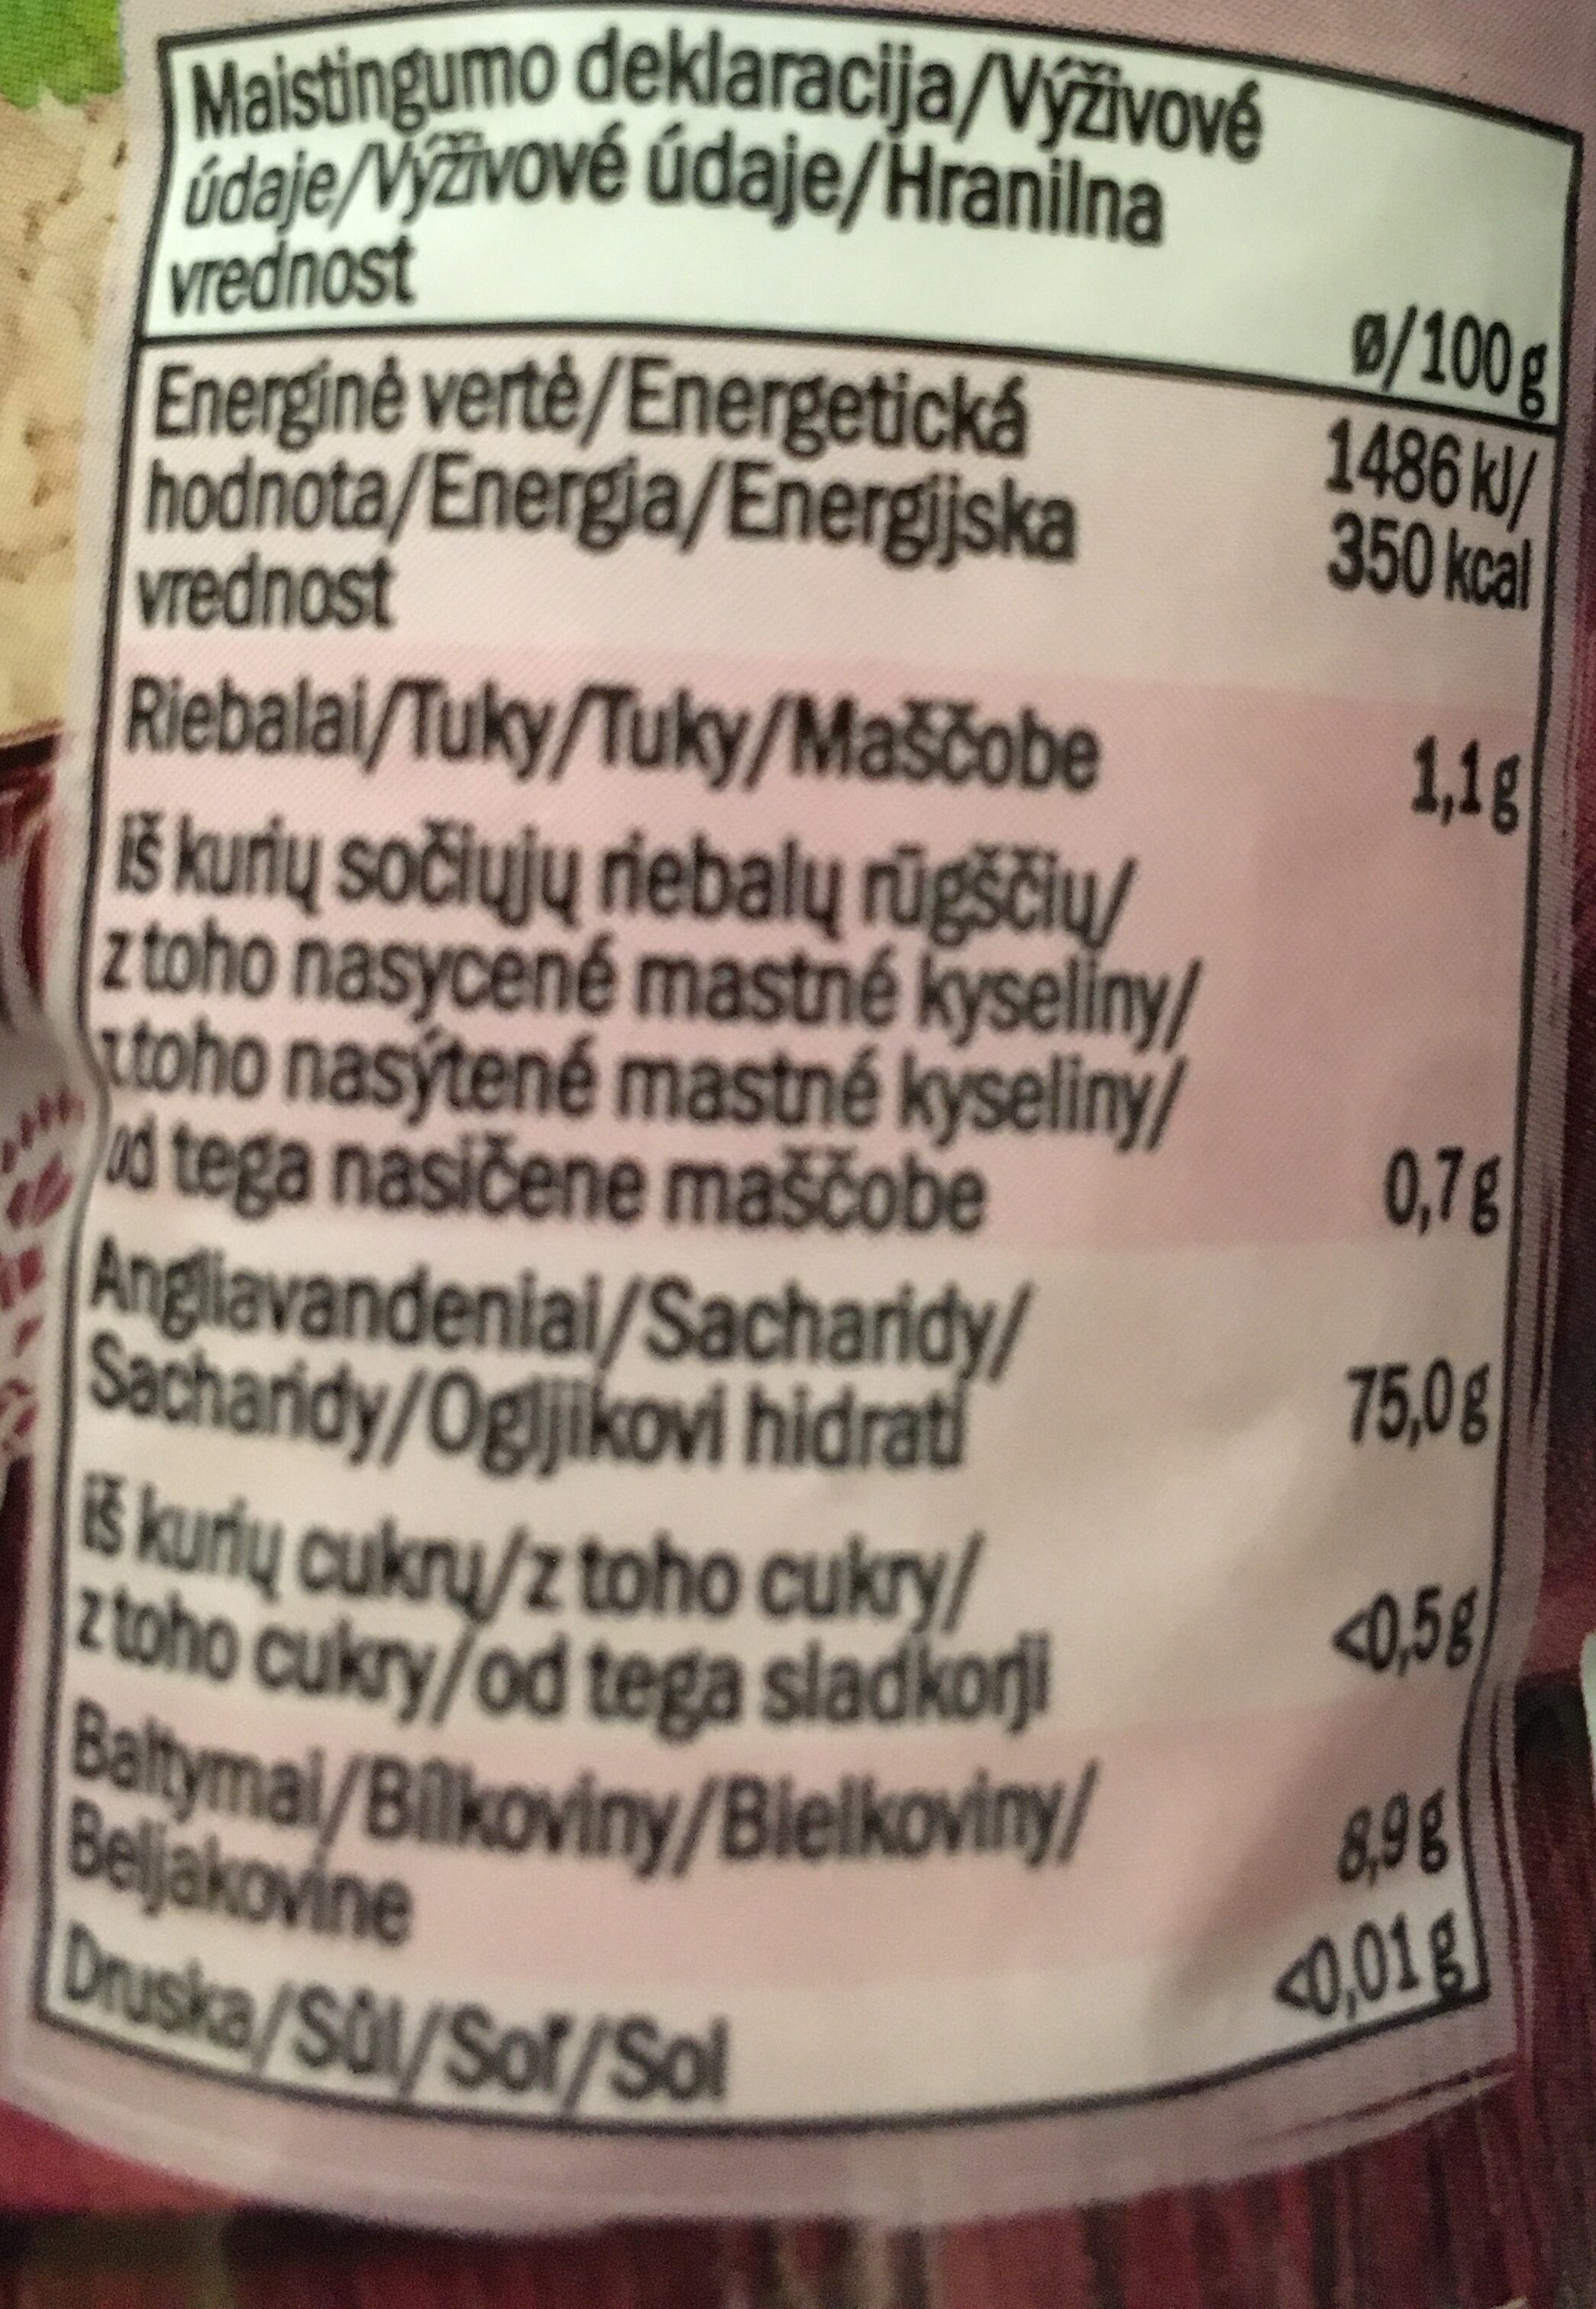 Maistingumo deklaracija/Výživové
údaje/Výživové údaje/Hranilna
vrednost
ø/100 g
Energinė vertė/Energetická
hodnota/Energia/Energijska
vrednost
1486 kJ/
350 kcal
Riebalai/Tuky/Tuky/Maščobe 1,1 g
iš kurių sočiųjų riebalų rūgščių/
z toho nasycené mastné kyseliny/
z toho nasýtené mastné kyseliny/
od tega nasičene maščobe 0,7 g
Angliavandeniai/Sacharidy/
Sacharidy/Ogljikovi hidrati 75,0 g
iš kurių cukrų/z toho cukry/
z toho cukry/od tega sladkorji <0,5 g
Baltymai/Bílkoviny/Bielkoviny/
Beljakovine 8,9 g
Druska/Sůl/Soľ/Sol <0,01 g